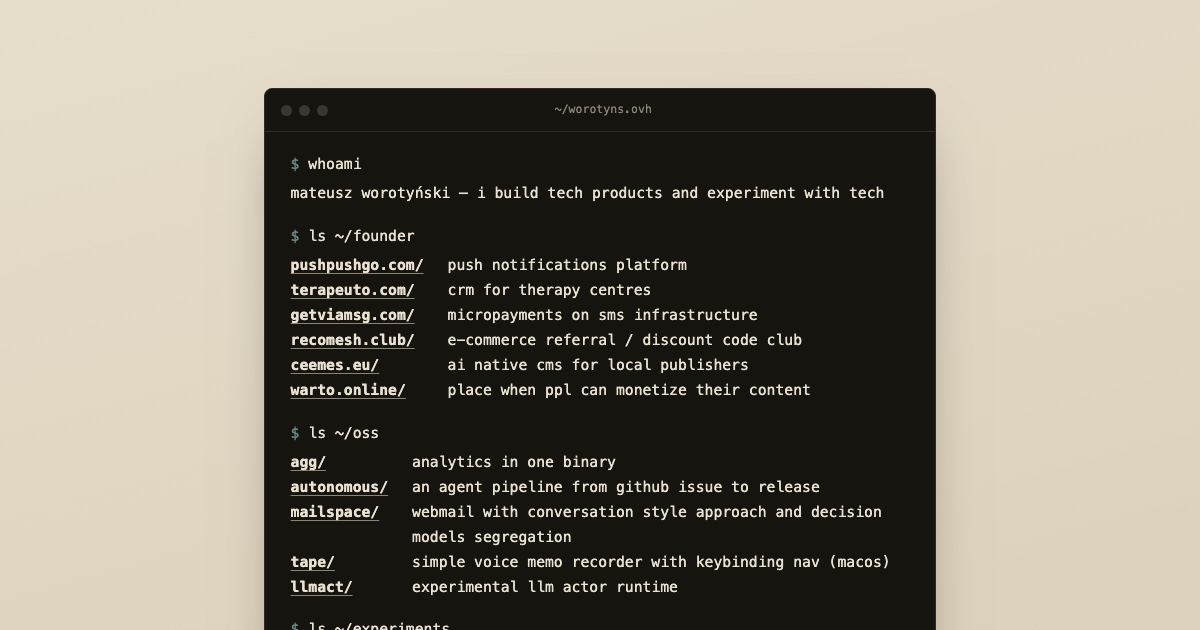 ~/worotyns.ovh
$ whoami
mateusz worotyński — i build tech products and experiment with tech
$ ls ~/founder
pushpushgo.com/ push notifications platform
terapeuto.com/ crm for therapy centres
getviamsg.com/ micropayments on sms infrastructure
recomesh.club/ e-commerce referral / discount code club
ceemes.eu/ ai native cms for local publishers
warto.online/ place when ppl can monetize their content
$ ls ~/oss
agg/ analytics in one binary
autonomous/ an agent pipeline from github issue to release
mailspace/ webmail with conversation style approach and decision
models segregation
tape/ simple voice memo recorder with keybinding nav (macos)
llmact/ experimental llm actor runtime
$ ls ~/experiments